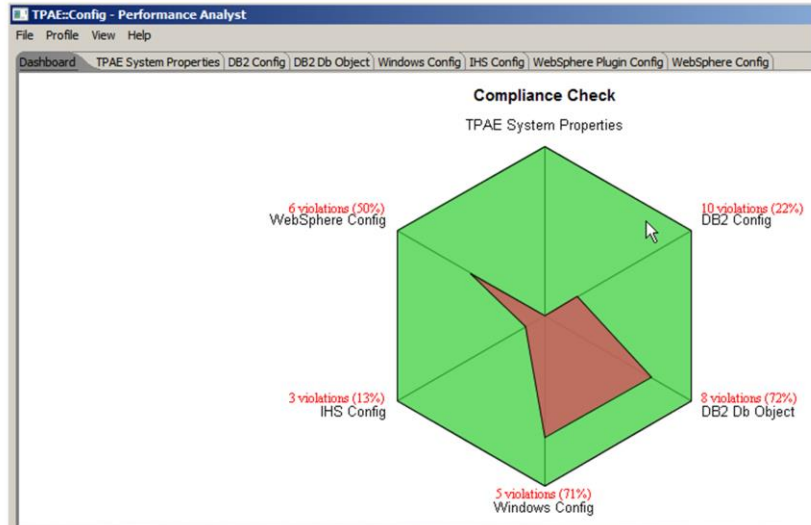 TPAE::Config - Performance Analyst
File Profile View Help
Dashboard TPAE System Properties DB2 Config DB2 Db Object Windows Config IHS Config WebSphere Plugin Config WebSphere Config
Compliance Check
TPAE System Properties
6 violations (50%)
WebSphere Config
10 violations (22%)
DB2 Config
3 violations (13%)
IHS Config
8 violations (72%)
DB2 Db Object
5 violations (71%)
Windows Config